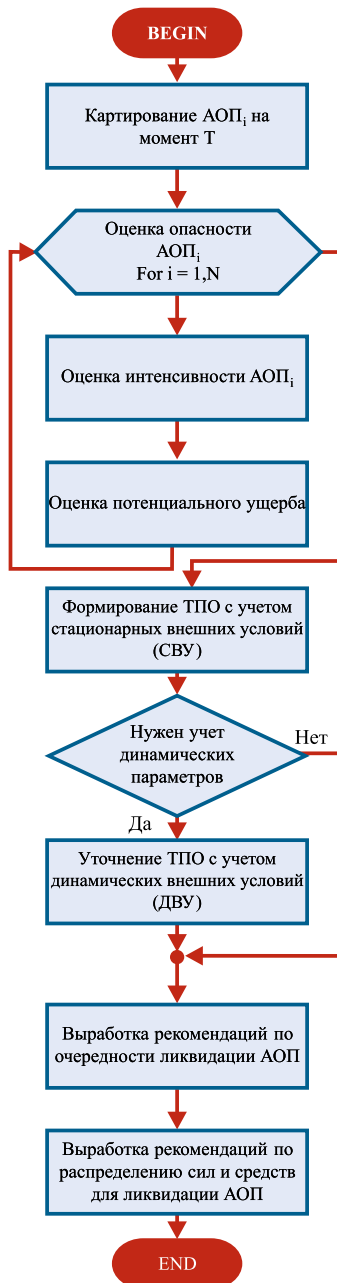 BEGIN
Картирование АОПi на
момент Т
Оценка опасности
АОПi
For i = 1,N
Оценка интенсивности АОПi
Оценка потенциального ущерба
Формирование ТПО с учетом
стационарных внешних условий
(СВУ)
Нужен учет
динамических
параметров
Нет
Да
Уточнение ТПО с учетом
динамических внешних условий
(ДВУ)
Выработка рекомендаций по
очередности ликвидации АОП
Выработка рекомендаций по
распределению сил и средств
для ликвидации АОП
END